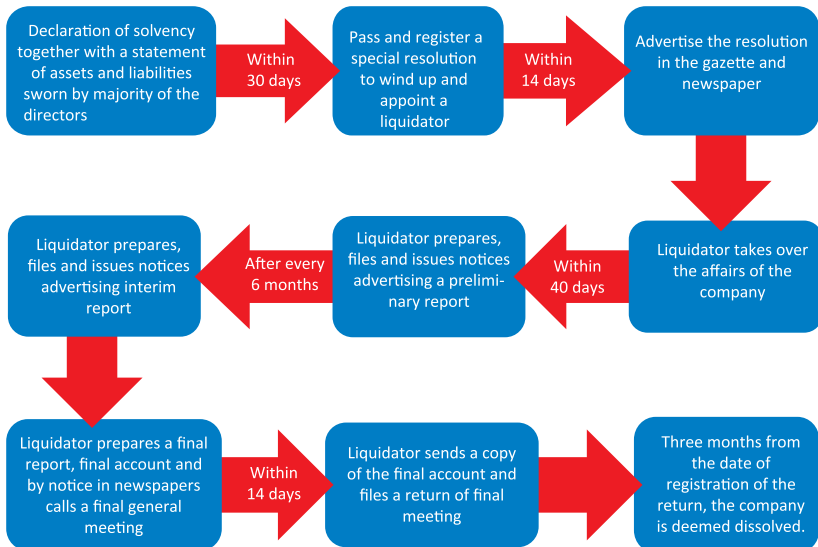 Declaration of solvency
together with a statement
of assets and liabilities
sworn by majority of the
directors
Within
30 days
Pass and register a
special resolution
to wind up and
appoint a
liquidator
Within
14 days
Advertise the resolution
in the gazette and
newspaper
Liquidator takes over
the affairs of the
company
Within
40 days
Liquidator prepares,
files and issues notices
advertising a prelimi-
nary report
After every
6 months
Liquidator prepares,
files and issues notices
advertising interim
report
Liquidator prepares a final
report, final account and
by notice in newspapers
calls a final general
meeting
Within
14 days
Liquidator sends a copy
of the final account and
files a return of final
meeting
Three months from
the date of
registration of the
return, the company
is deemed dissolved.